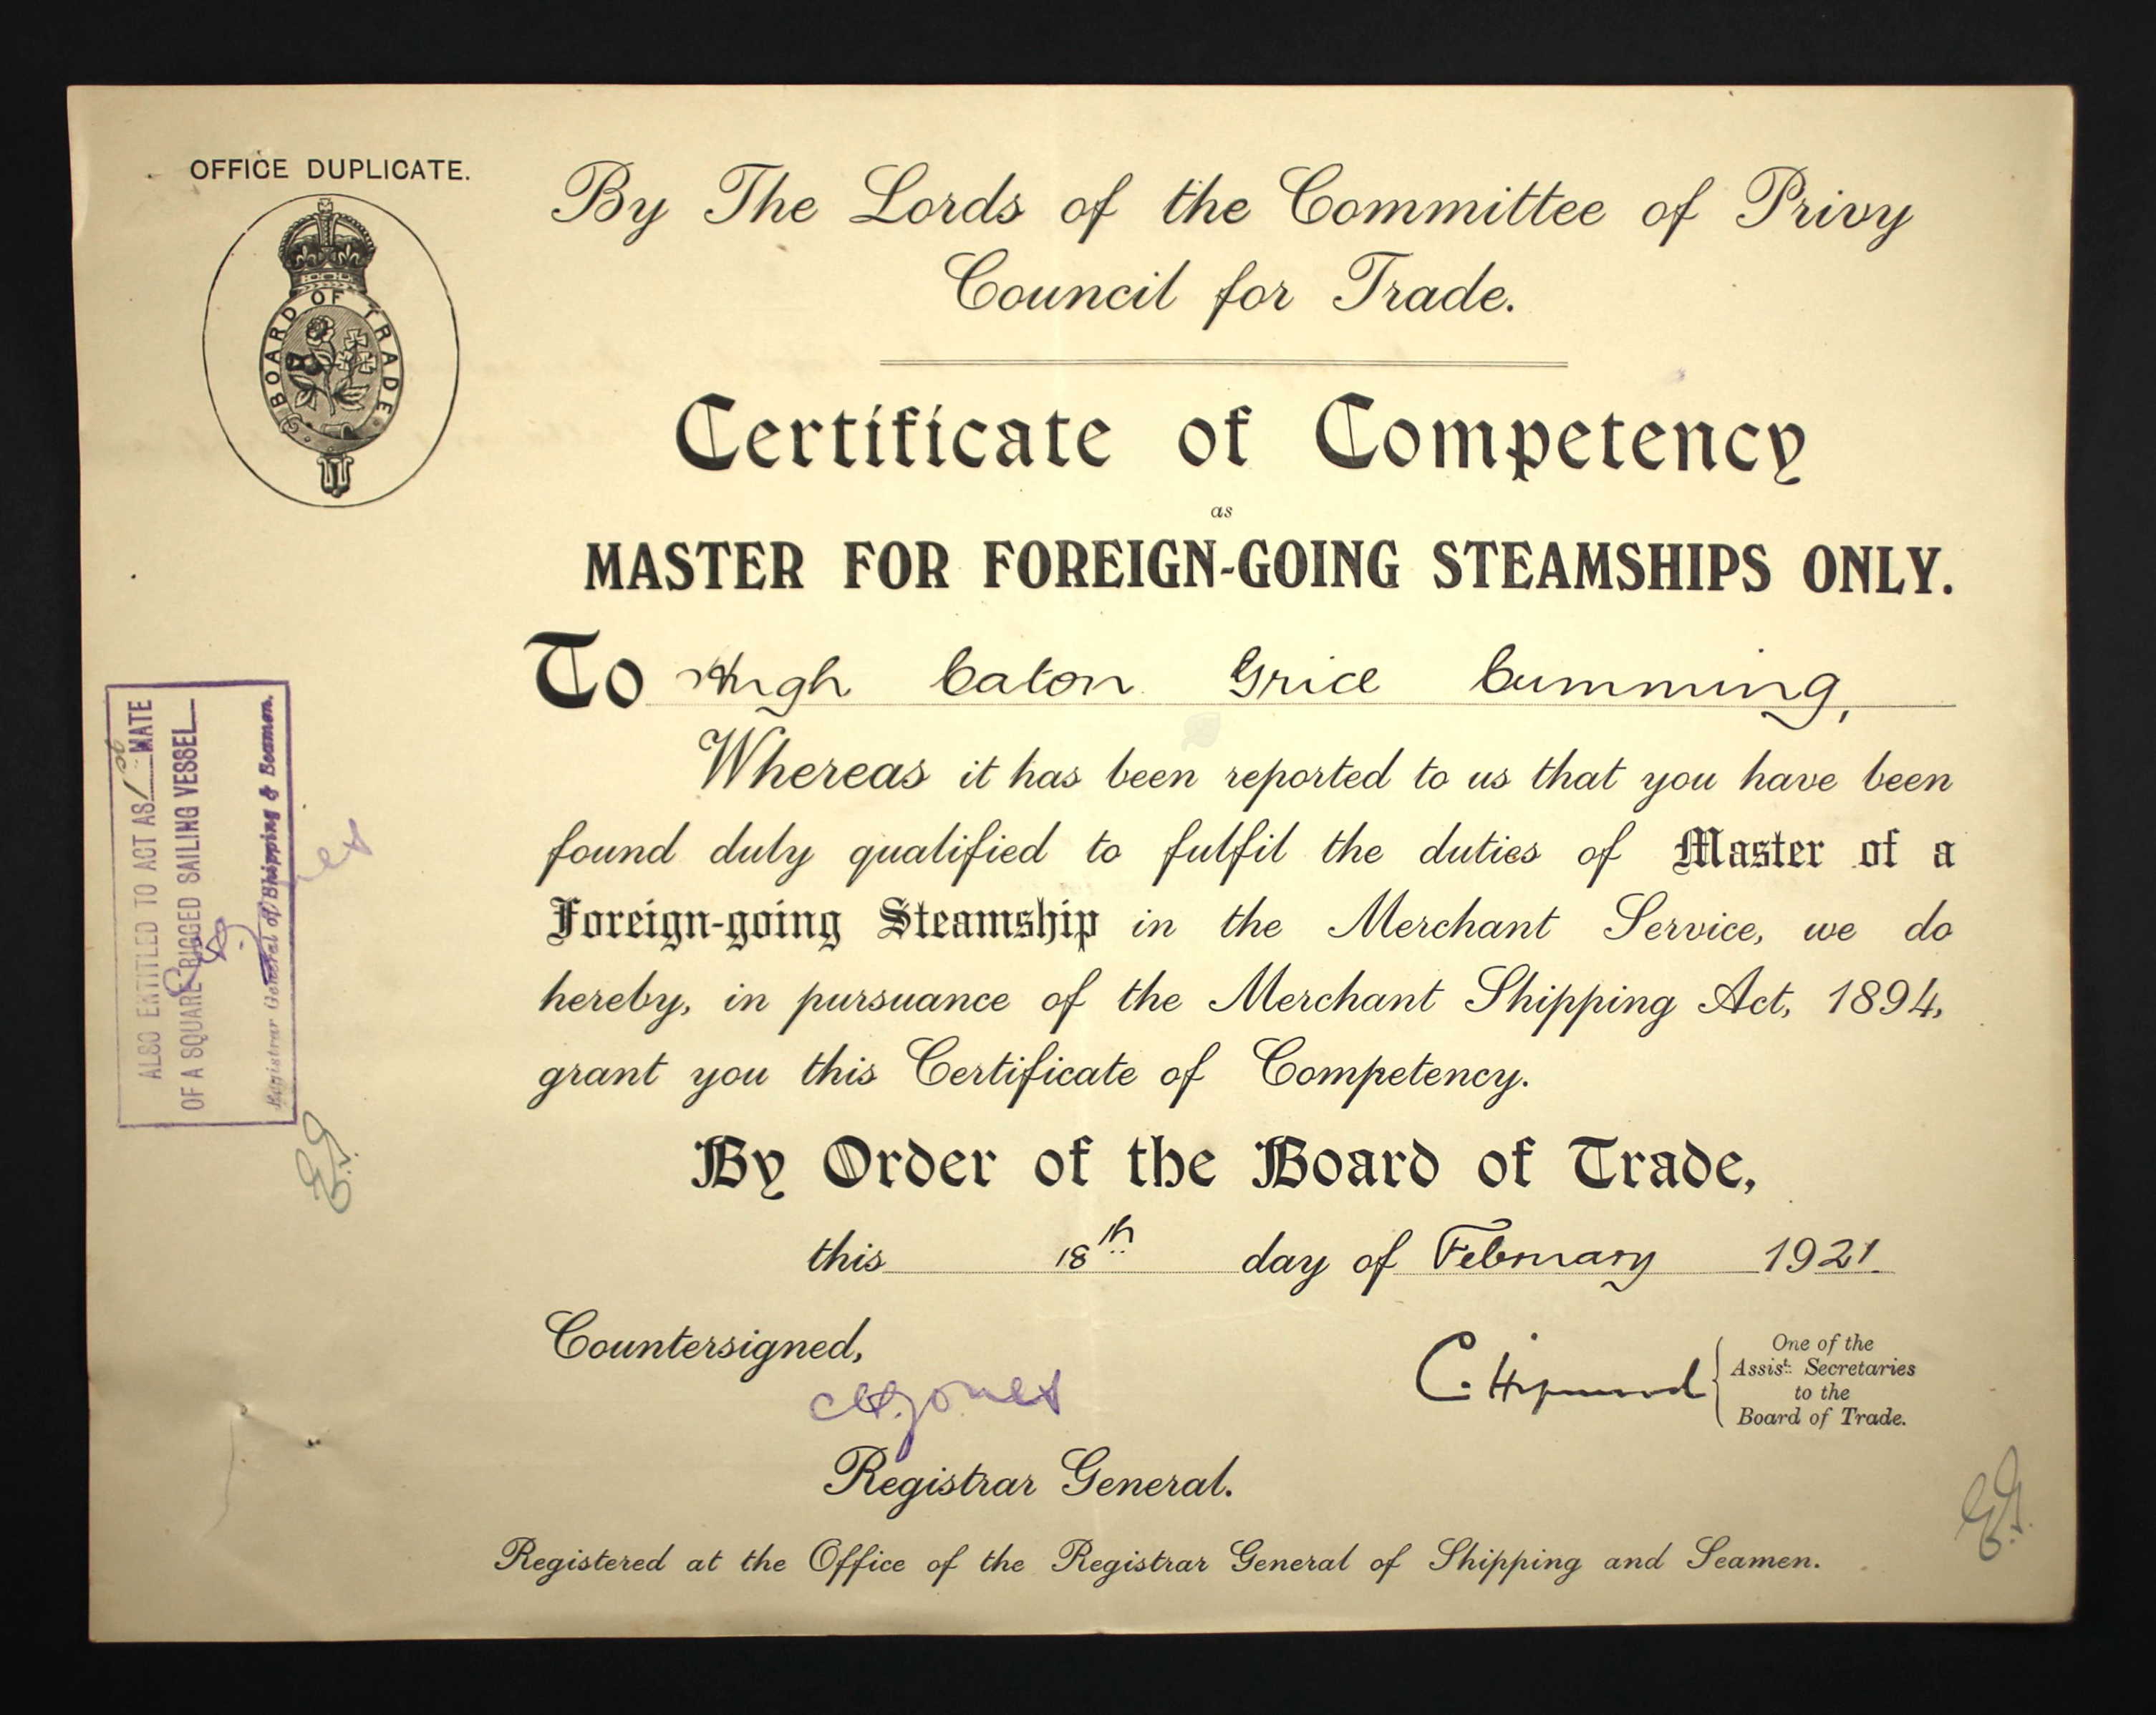 OFFICE DUPLICATE.
BOARD OF TRADE
By The Lords of the Committee of Privy
Council for Trade.
Certificate of Competency
as
MASTER FOR FOREIGN-GOING STEAMSHIPS ONLY.
To Hugh Caton Grice Cumming,
Whereas it has been reported to us that you have been
found duly qualified to fulfil the duties of Master of a
Foreign-going Steamship in the Merchant Service, we do
hereby, in pursuance of the Merchant Shipping Act, 1894,
grant you this Certificate of Competency.
By Order of the Board of Trade,
this 18th day of February 1921.
Countersigned,
Jones
Registrar General.
C. Hipwood
One of the
Assist. Secretaries
to the
Board of Trade.
Registered at the Office of the Registrar General of Shipping and Seamen.
ALSO ENTITLED TO ACT AS 1st MATE
OF A SQUARE-RIGGED SAILING VESSEL
Registrar General of Shipping & Seamen.